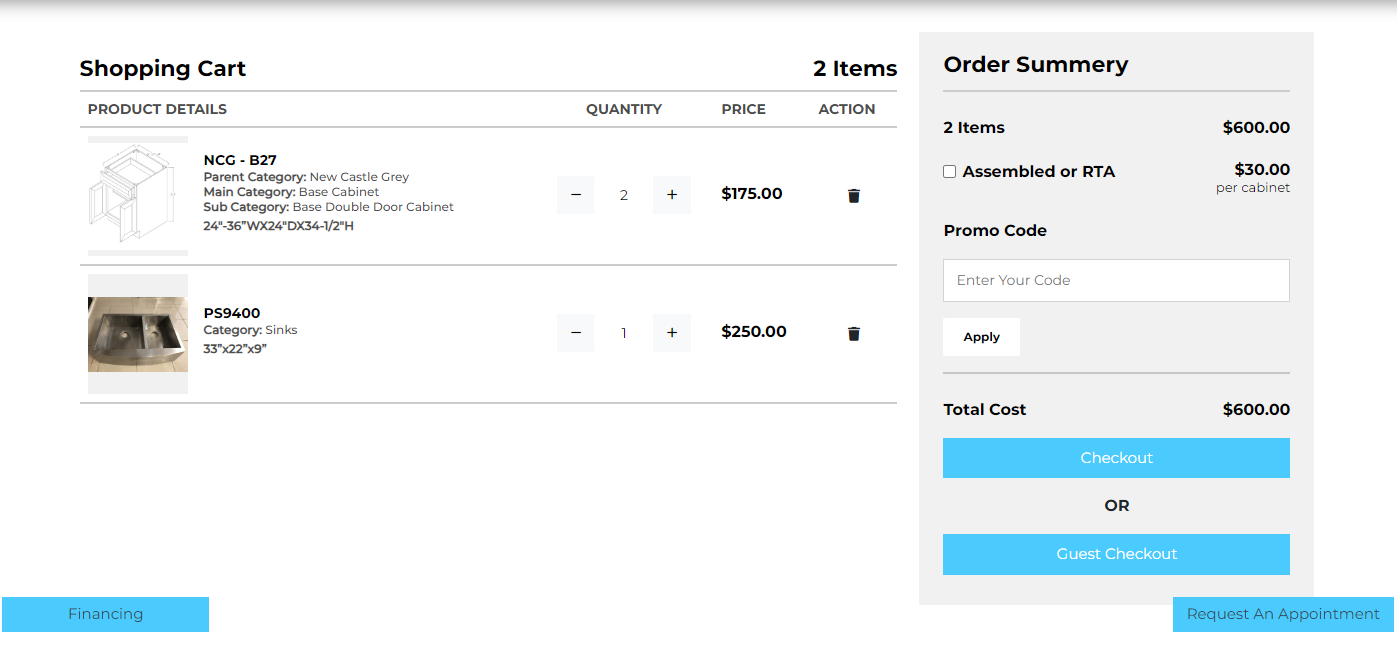 Shopping Cart
2 Items
PRODUCT DETAILS
QUANTITY
PRICE
ACTION
NCG - B27
Parent Category: New Castle Grey
Main Category: Base Cabinet
Sub Category: Base Double Door Cabinet
24"-36”WX24"DX34-1/2"H
−
2
+
$175.00
PS9400
Category: Sinks
33”x22”x9”
−
1
+
$250.00
Order Summery
2 Items
$600.00
Assembled or RTA
$30.00
per cabinet
Promo Code
Enter Your Code
Apply
Total Cost
$600.00
Checkout
OR
Guest Checkout
Financing
Request An Appointment